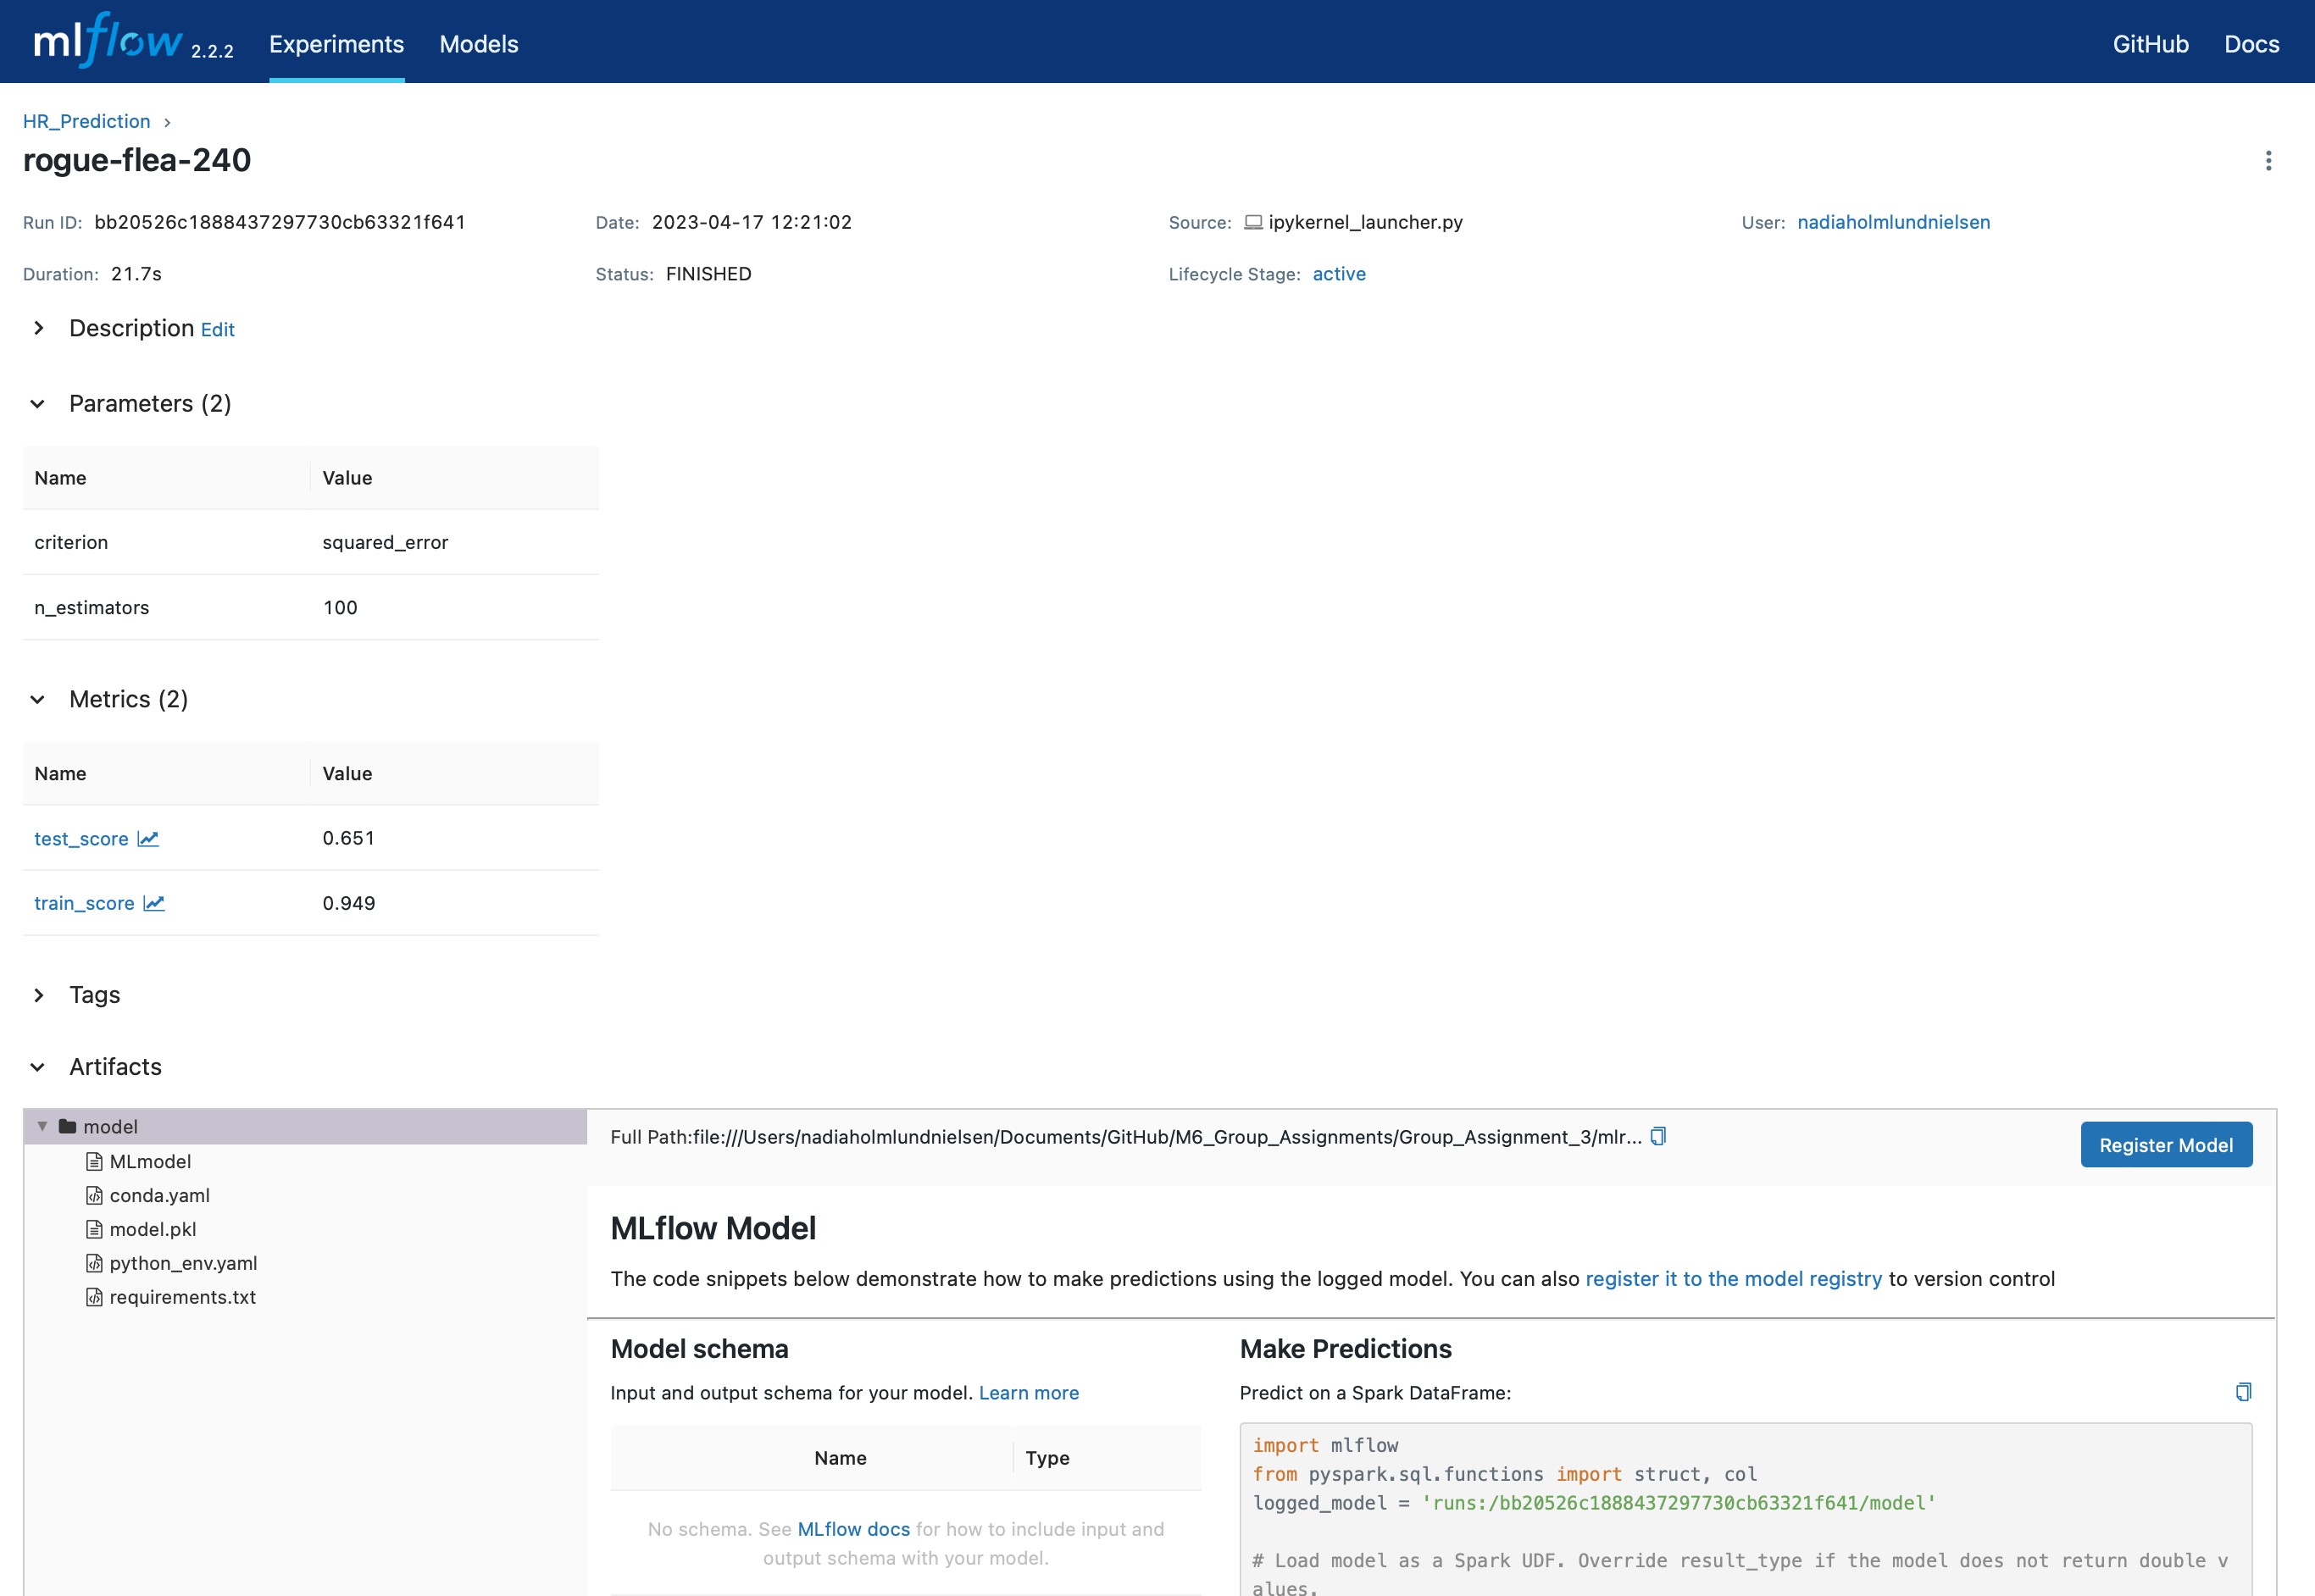 mlflow 2.2.2 Experiments Models GitHub Docs
HR_Prediction
rogue-flea-240
Run ID: bb20526c1888437297730cb63321f641 Date: 2023-04-17 12:21:02 Source: ipykernel_launcher.py User: nadiaholmlundnielsen
Duration: 21.7s Status: FINISHED Lifecycle Stage: active
Description Edit
Parameters (2)
Name Value
criterion squared_error
n_estimators 100
Metrics (2)
Name Value
test_score 0.651
train_score 0.949
Tags
Artifacts
model
MLmodel
conda.yaml
model.pkl
python_env.yaml
requirements.txt
Full Path:file:///Users/nadiaholmlundnielsen/Documents/GitHub/M6_Group_Assignments/Group_Assignment_3/mlr...
Register Model
MLflow Model
The code snippets below demonstrate how to make predictions using the logged model. You can also register it to the model registry to version control
Model schema
Input and output schema for your model. Learn more
Name Type
No schema. See MLflow docs for how to include input and
output schema with your model.
Make Predictions
Predict on a Spark DataFrame:
import mlflow
from pyspark.sql.functions import struct, col
logged_model = 'runs:/bb20526c1888437297730cb63321f641/model'
# Load model as a Spark UDF. Override result_type if the model does not return double v
alues.